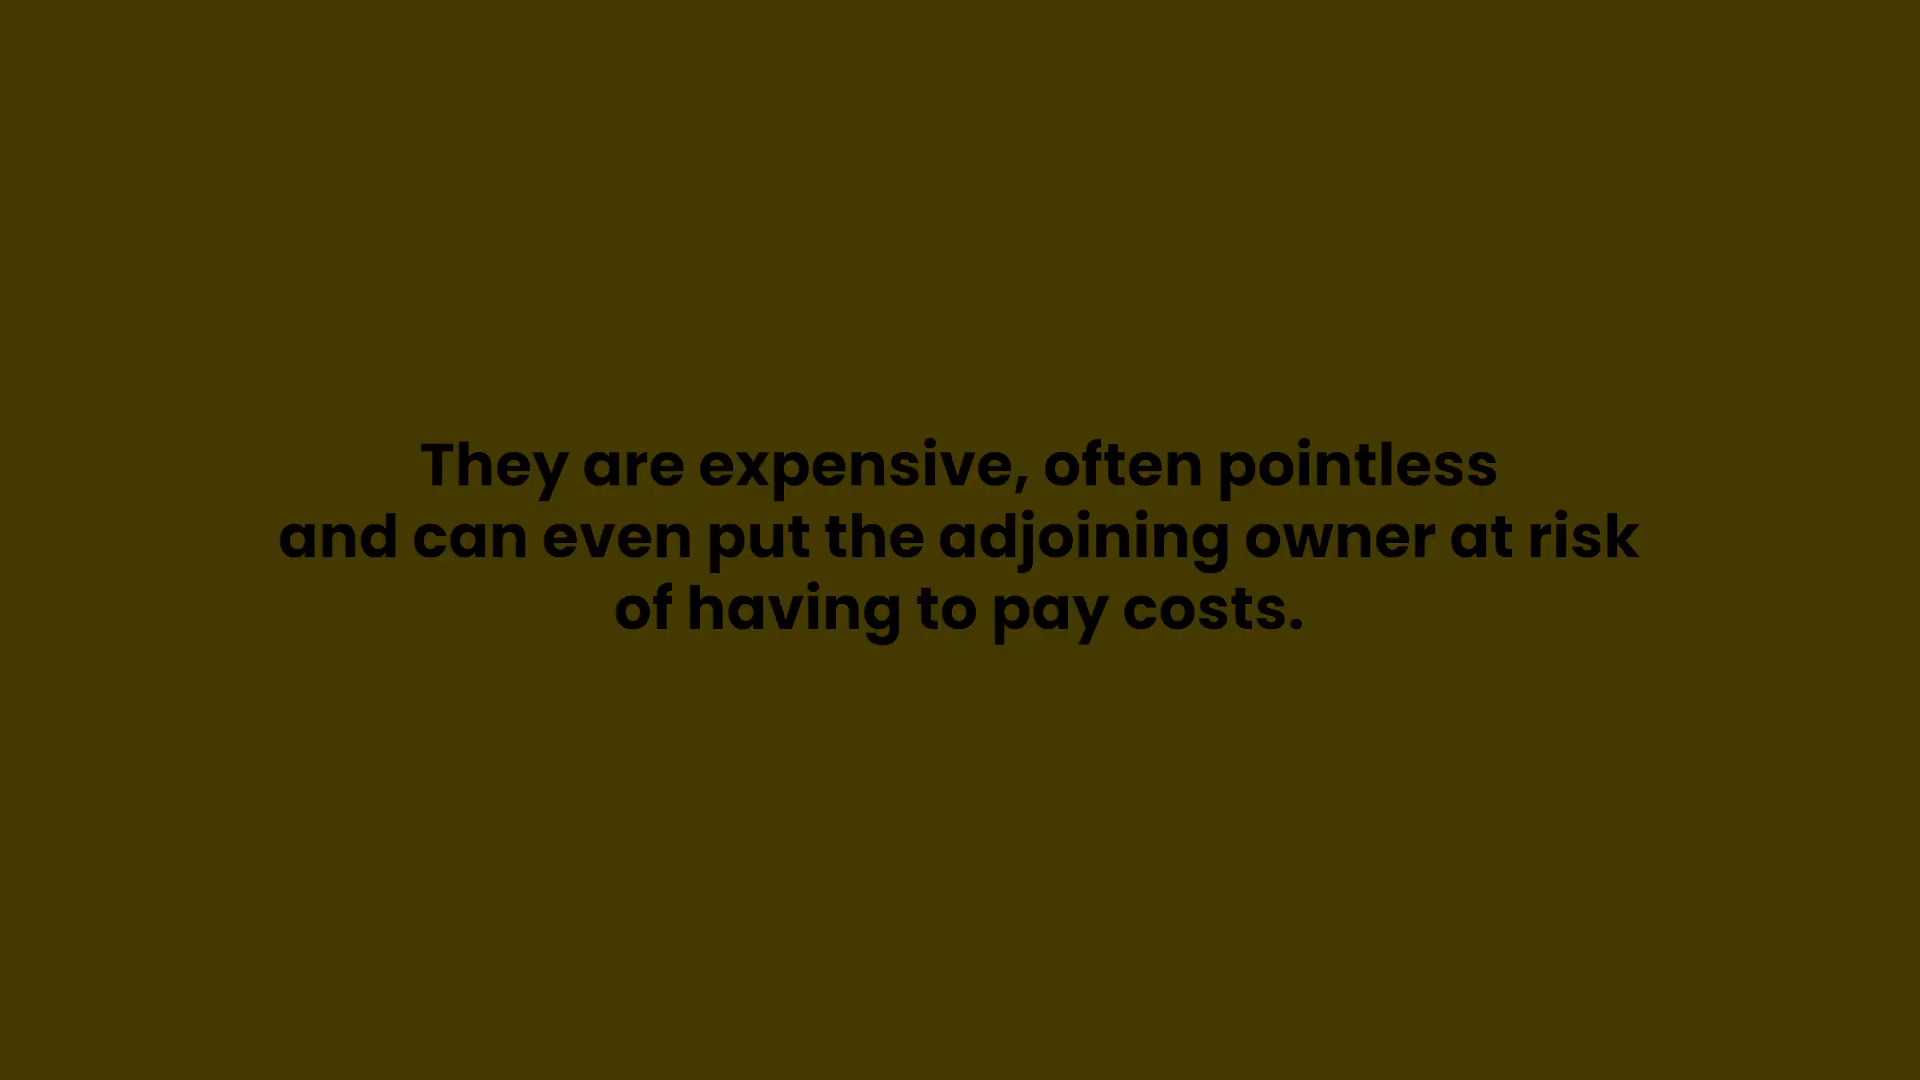 They are expensive, often pointless
and can even put the adjoining owner at risk
of having to pay costs.